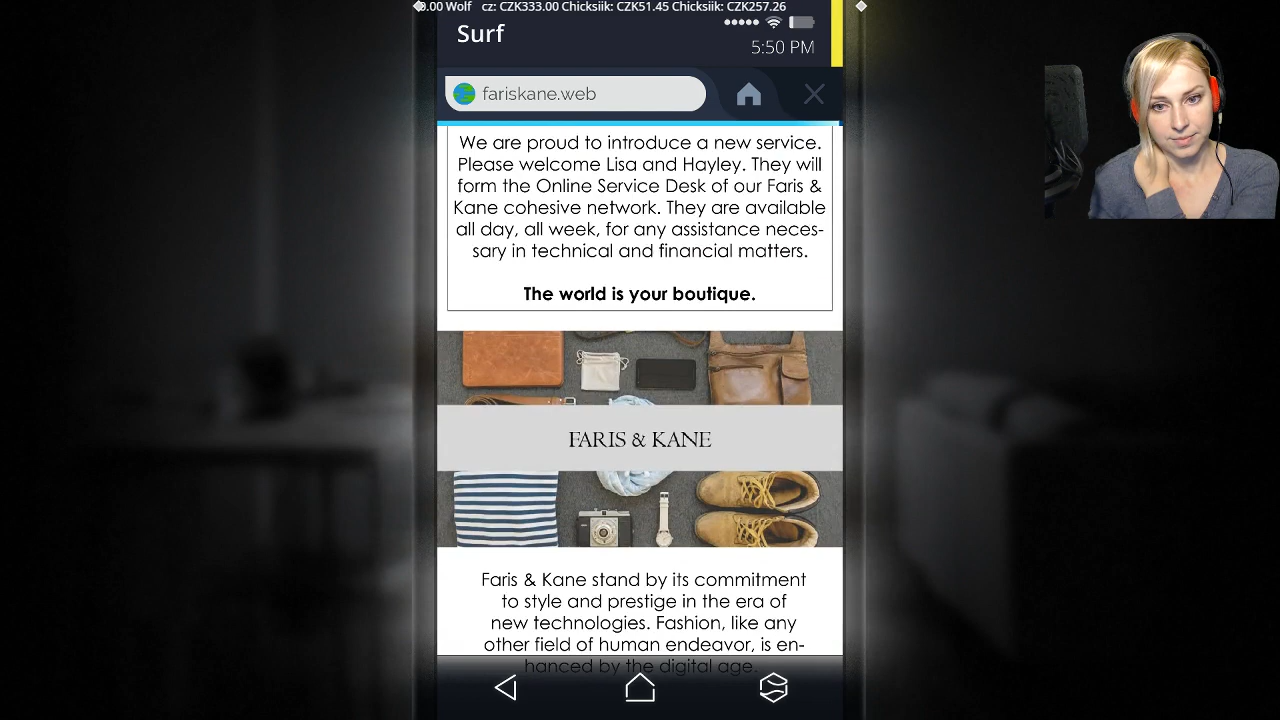 0.00 Wolf cz: CZK333.00 Chicksiik: CZK51.45 Chicksiik: CZK257.26
Surf
5:50 PM
fariskane.web
We are proud to introduce a new service.
Please welcome Lisa and Hayley. They will
form the Online Service Desk of our Faris &
Kane cohesive network. They are available
all day, all week, for any assistance neces-
sary in technical and financial matters.
The world is your boutique.
FARIS & KANE
Faris & Kane stand by its commitment
to style and prestige in the era of
new technologies. Fashion, like any
other field of human endeavor, is en-
hanced by the digital age.